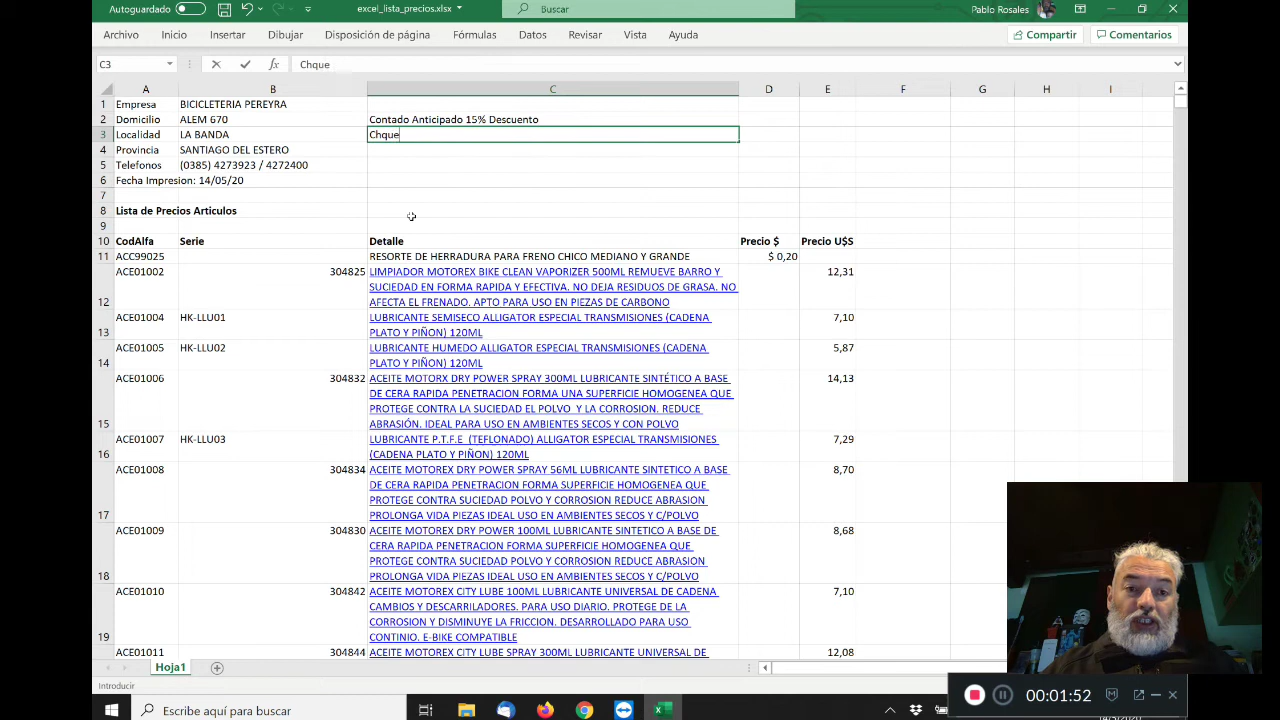 Autoguardado
excel_lista_precios.xlsx
Buscar
Pablo Rosales
Archivo Inicio Insertar Dibujar Disposición de página Fórmulas Datos Revisar Vista Ayuda Compartir Comentarios
C3 fx Chque
A B C D E F G H I
1 Empresa BICICLETERIA PEREYRA
2 Domicilio ALEM 670 Contado Anticipado 15% Descuento
3 Localidad LA BANDA Chque
4 Provincia SANTIAGO DEL ESTERO
5 Telefonos (0385) 4273923 / 4272400
6 Fecha Impresion: 14/05/20
7
8 Lista de Precios Articulos
9
10 CodAlfa Serie Detalle Precio $ Precio U$S
11 ACC99025 RESORTE DE HERRADURA PARA FRENO CHICO MEDIANO Y GRANDE $ 0,20
ACE01002 304825 LIMPIADOR MOTOREX BIKE CLEAN VAPORIZER 500ML REMUEVE BARRO Y 12,31
SUCIEDAD EN FORMA RAPIDA Y EFECTIVA. NO DEJA RESIDUOS DE GRASA. NO
12 AFECTA EL FRENADO. APTO PARA USO EN PIEZAS DE CARBONO
ACE01004 HK-LLU01 LUBRICANTE SEMISECO ALLIGATOR ESPECIAL TRANSMISIONES (CADENA 7,10
13 PLATO Y PIÑON) 120ML
ACE01005 HK-LLU02 LUBRICANTE HUMEDO ALLIGATOR ESPECIAL TRANSMISIONES (CADENA 5,87
14 PLATO Y PIÑON) 120ML
ACE01006 304832 ACEITE MOTORX DRY POWER SPRAY 300ML LUBRICANTE SINTÉTICO A BASE 14,13
DE CERA RAPIDA PENETRACION FORMA UNA SUPERFICIE HOMOGENEA QUE
PROTEGE CONTRA LA SUCIEDAD EL POLVO Y LA CORROSION. REDUCE
15 ABRASIÓN. IDEAL PARA USO EN AMBIENTES SECOS Y CON POLVO
ACE01007 HK-LLU03 LUBRICANTE P.T.F.E (TEFLONADO) ALLIGATOR ESPECIAL TRANSMISIONES 7,29
16 (CADENA PLATO Y PIÑON) 120ML
ACE01008 304834 ACEITE MOTOREX DRY POWER SPRAY 56ML LUBRICANTE SINTETICO A BASE 8,70
DE CERA RAPIDA PENETRACION FORMA SUPERFICIE HOMOGENEA QUE
PROTEGE CONTRA SUCIEDAD POLVO Y CORROSION REDUCE ABRASION
17 PROLONGA VIDA PIEZAS IDEAL USO EN AMBIENTES SECOS Y C/POLVO
ACE01009 304830 ACEITE MOTOREX DRY POWER 100ML LUBRICANTE SINTETICO A BASE DE 8,68
CERA RAPIDA PENETRACION FORMA SUPERFICIE HOMOGENEA QUE
PROTEGE CONTRA SUCIEDAD POLVO Y CORROSION REDUCE ABRASION
18 PROLONGA VIDA PIEZAS IDEAL USO EN AMBIENTES SECOS Y C/POLVO
ACE01010 304842 ACEITE MOTOREX CITY LUBE 100ML LUBRICANTE UNIVERSAL DE CADENA 7,10
CAMBIOS Y DESCARRILADORES. PARA USO DIARIO. PROTEGE DE LA
CORROSION Y DISMINUYE LA FRICCION. DESARROLLADO PARA USO
19 CONTINIO. E-BIKE COMPATIBLE
ACE01011 304844 ACEITE MOTOREX CITY LUBE SPRAY 300ML LUBRICANTE UNIVERSAL DE 12,08
Hoja1
Introducir
00:01:52
Escribe aquí para buscar